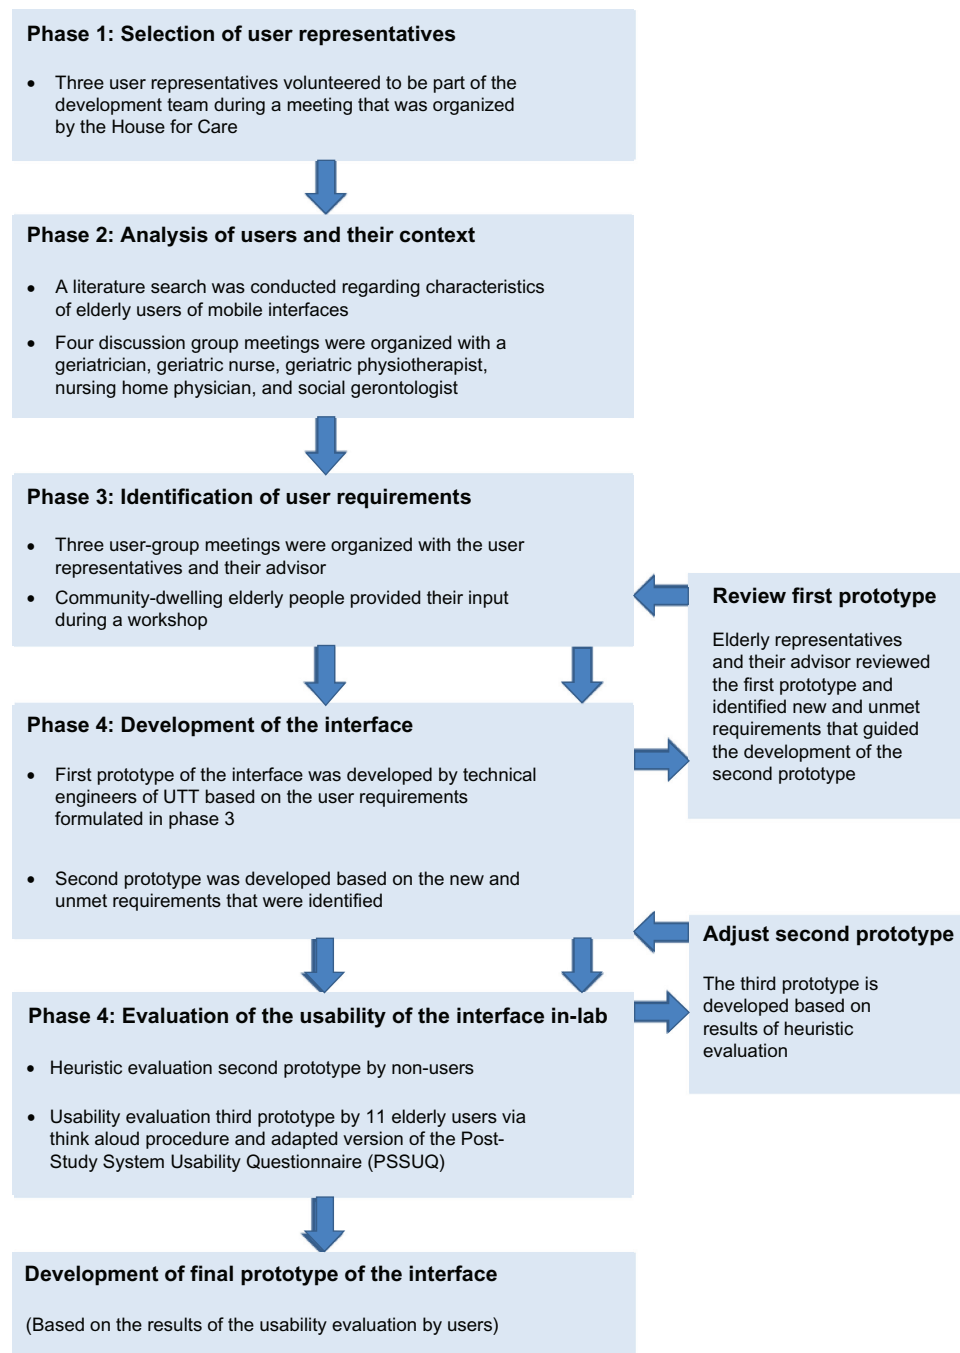 Phase 1: Selection of user representatives
• Three user representatives volunteered to be part of the
development team during a meeting that was organized
by the House for Care
Phase 2: Analysis of users and their context
• A literature search was conducted regarding characteristics
of elderly users of mobile interfaces
• Four discussion group meetings were organized with a
geriatrician, geriatric nurse, geriatric physiotherapist,
nursing home physician, and social gerontologist
Phase 3: Identification of user requirements
• Three user-group meetings were organized with the user
representatives and their advisor
• Community-dwelling elderly people provided their input
during a workshop
Review first prototype
Elderly representatives
and their advisor reviewed
the first prototype and
identified new and unmet
requirements that guided
the development of the
second prototype
Phase 4: Development of the interface
• First prototype of the interface was developed by technical
engineers of UTT based on the user requirements
formulated in phase 3
• Second prototype was developed based on the new and
unmet requirements that were identified
Adjust second prototype
The third prototype is
developed based on
results of heuristic
evaluation
Phase 4: Evaluation of the usability of the interface in-lab
• Heuristic evaluation second prototype by non-users
• Usability evaluation third prototype by 11 elderly users via
think aloud procedure and adapted version of the Post-
Study System Usability Questionnaire (PSSUQ)
Development of final prototype of the interface
(Based on the results of the usability evaluation by users)